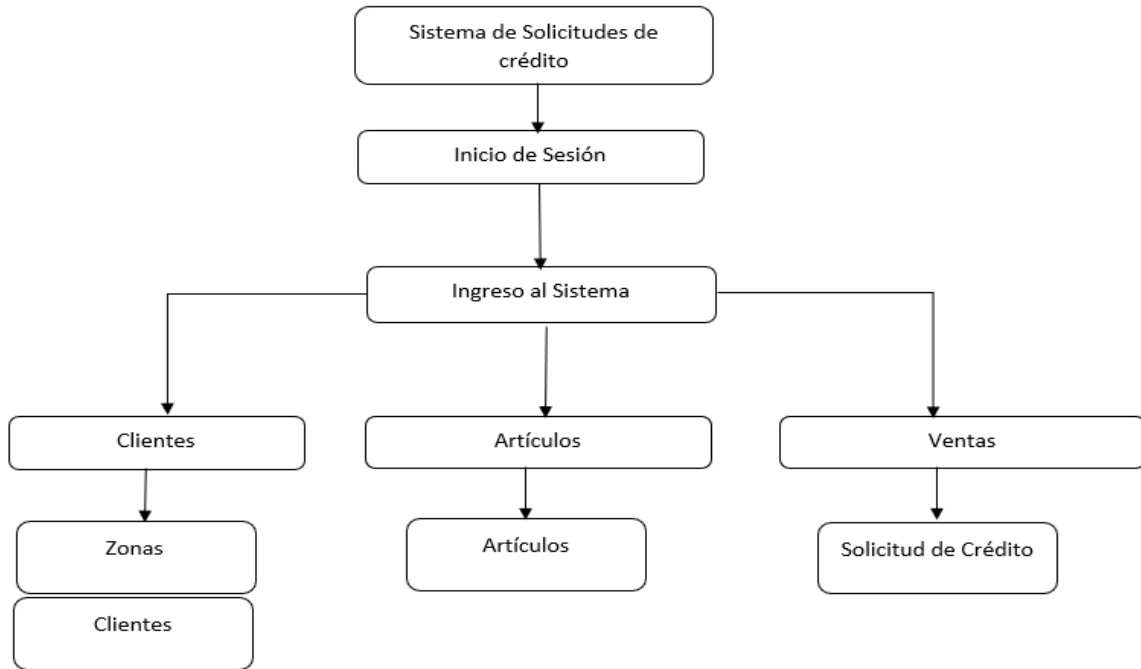 Sistema de Solicitudes de
crédito
Inicio de Sesión
Ingreso al Sistema
Clientes
Artículos
Ventas
Zonas
Artículos
Solicitud de Crédito
Clientes